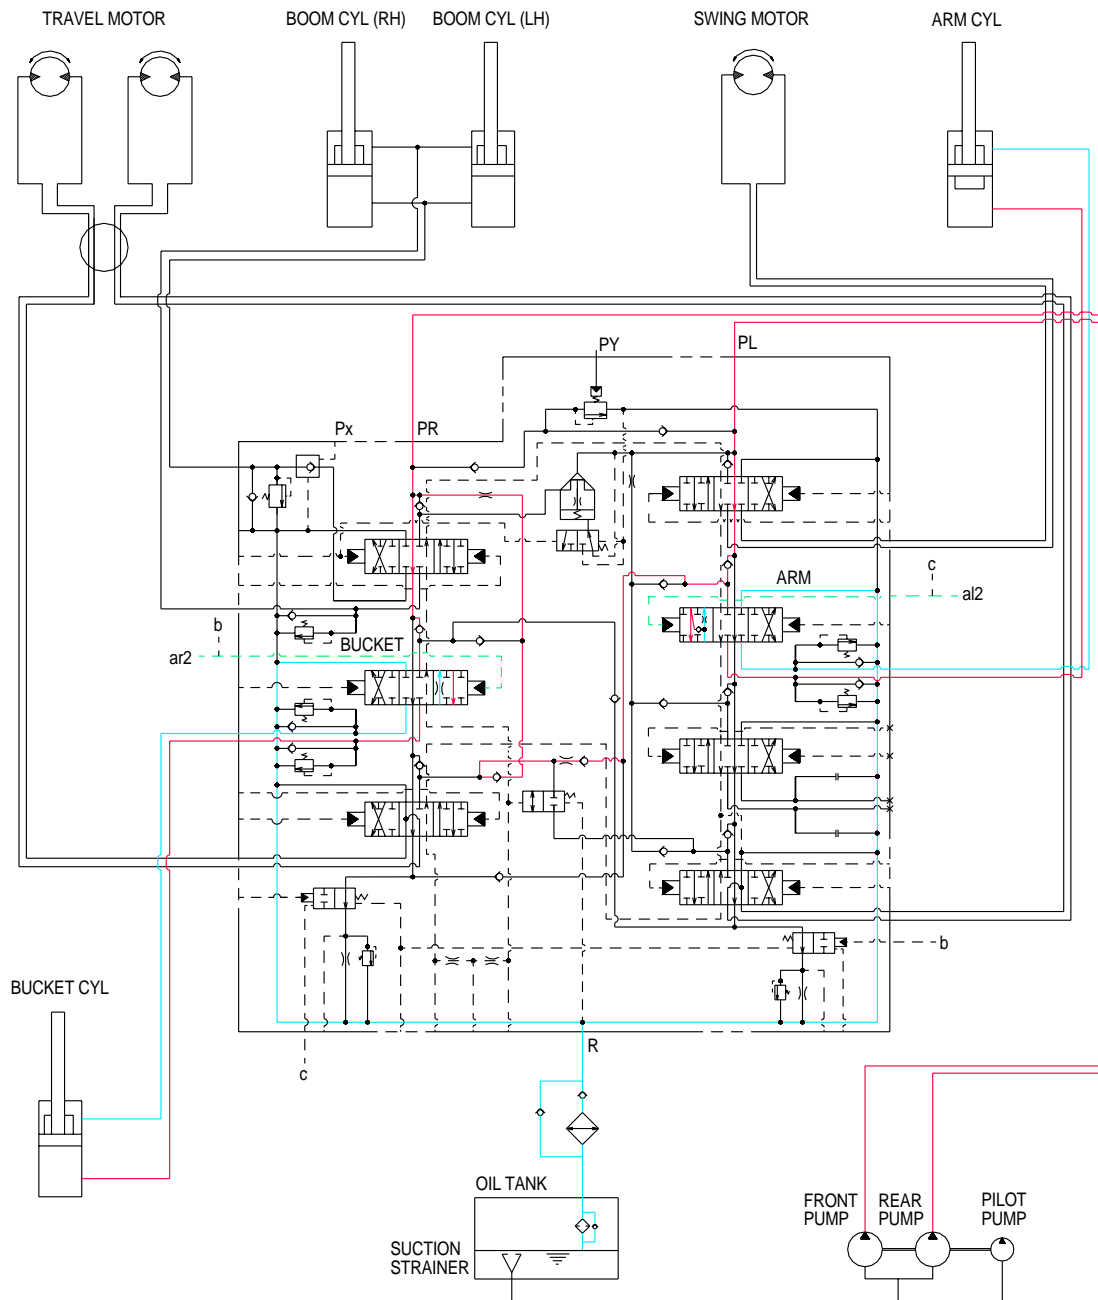 TRAVEL MOTOR
BOOM CYL (RH)
BOOM CYL (LH)
SWING MOTOR
ARM CYL
PY
PL
Px
PR
ARM
c
al2
b
ar2
BUCKET
b
BUCKET CYL
R
c
OIL TANK
SUCTION
STRAINER
FRONT
PUMP
REAR
PUMP
PILOT
PUMP